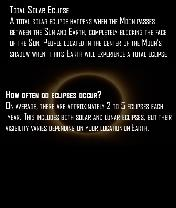 Total Solar Eclipse
A total solar eclipse happens when the Moon passes
between the Sun and Earth, completely blocking the face
of the Sun. People located in the center of the Moon's
shadow when it hits Earth will experience a total eclipse.
How often do eclipses occur?
On average, there are approximately 2 to 5 eclipses each
year. This includes both solar and lunar eclipses, but their
visibility varies depending on your location on Earth.